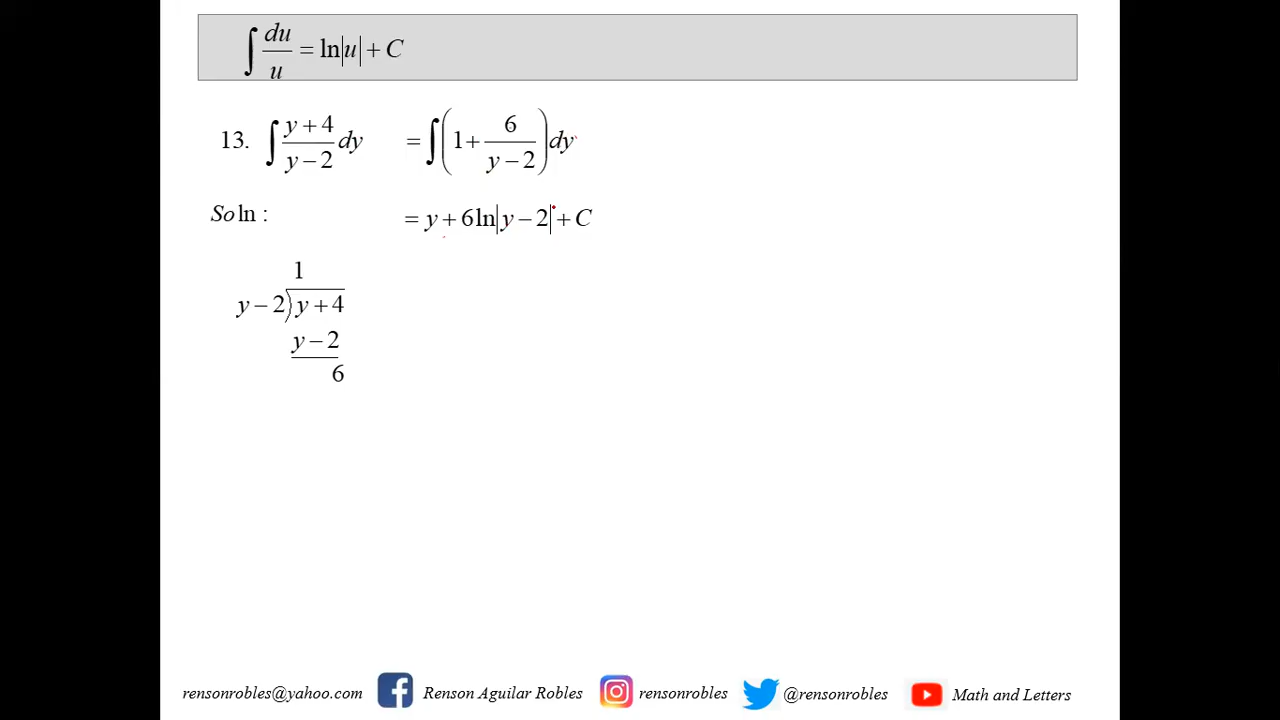 ∫ du/u = ln|u| + C
13. ∫ y + 4/y − 2 dy = ∫(1 + 6/y − 2)dy
Soln :
= y + 6ln|y − 2| + C
1
y − 2)y + 4
y − 2
6
rensonrobles@yahoo.com Renson Aguilar Robles rensonrobles @rensonrobles Math and Letters